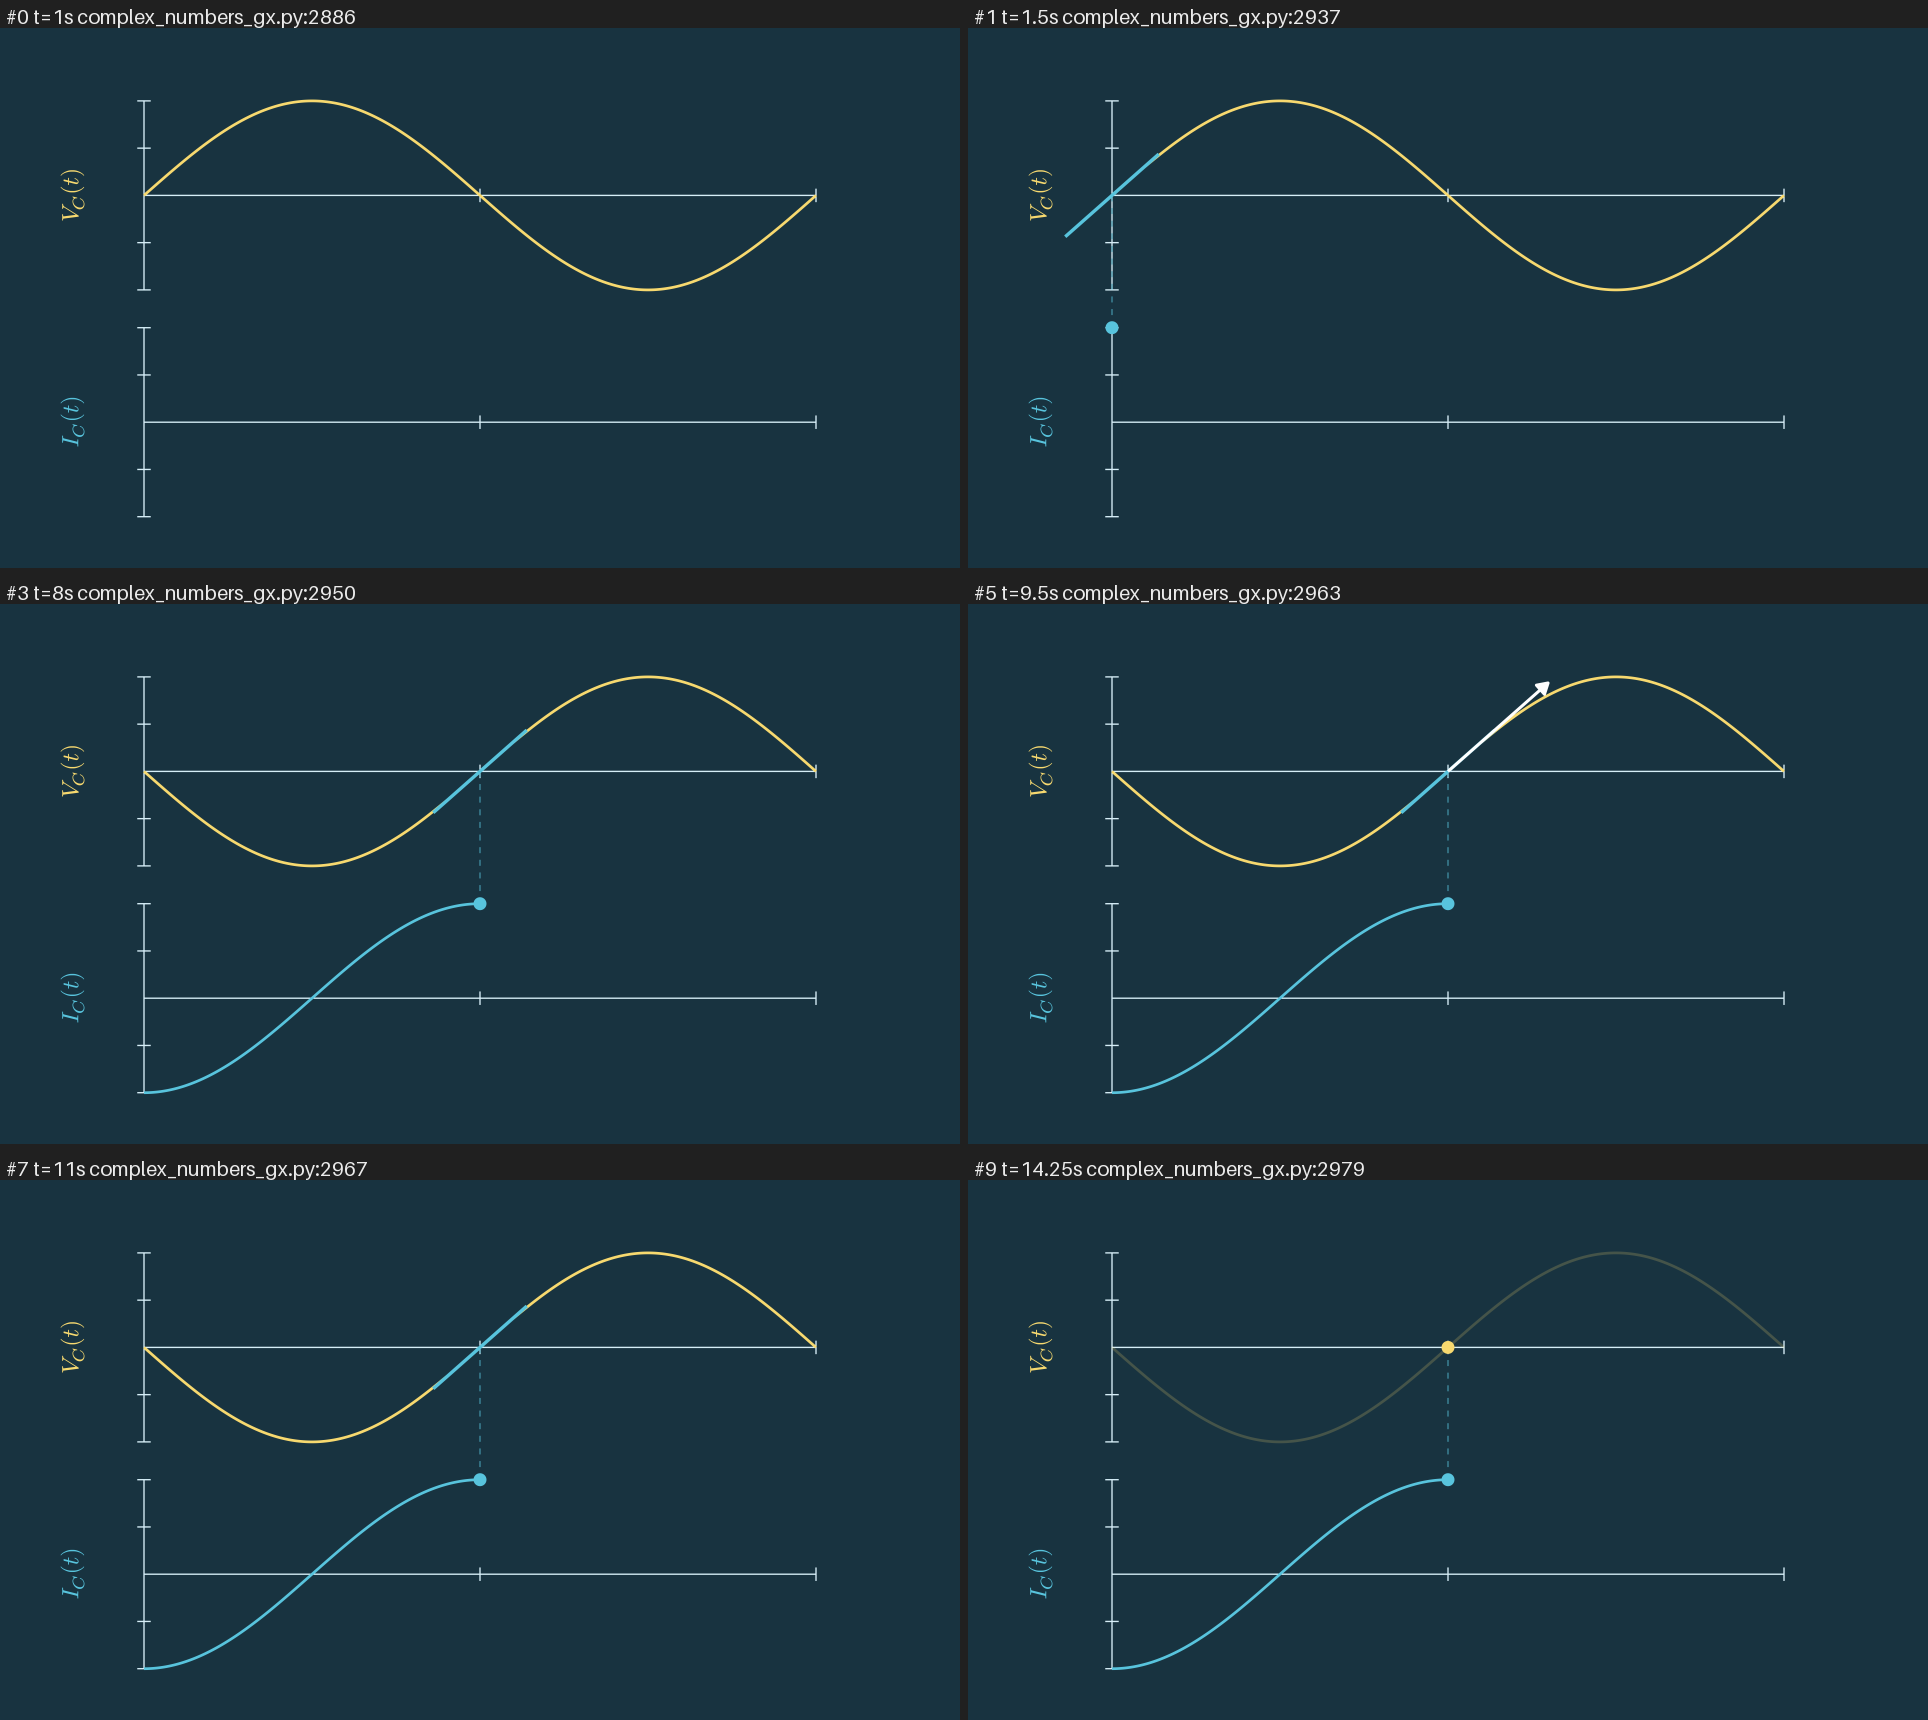 #0 t=1s complex_numbers_gx.py:2886
V_C(t)
I_C(t)
#1 t=1.5s complex_numbers_gx.py:2937
V_C(t)
I_C(t)
#3 t=8s complex_numbers_gx.py:2950
V_C(t)
I_C(t)
#5 t=9.5s complex_numbers_gx.py:2963
V_C(t)
I_C(t)
#7 t=11s complex_numbers_gx.py:2967
V_C(t)
I_C(t)
#9 t=14.25s complex_numbers_gx.py:2979
V_C(t)
I_C(t)